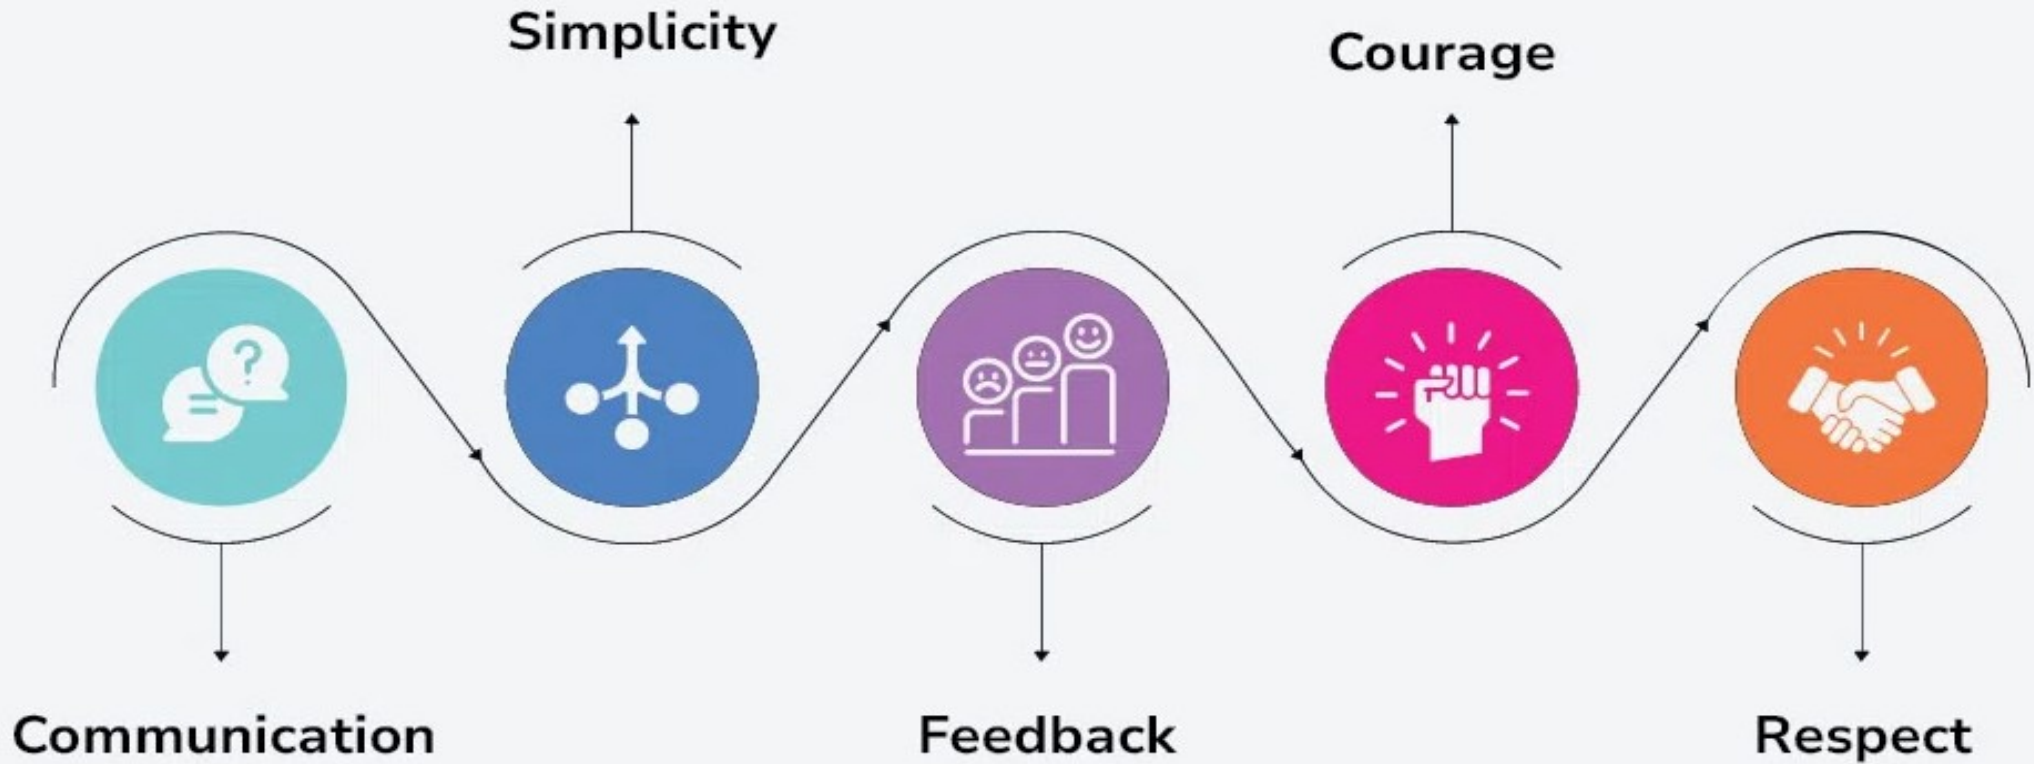 Simplicity
Courage
?
Communication
Feedback
Respect